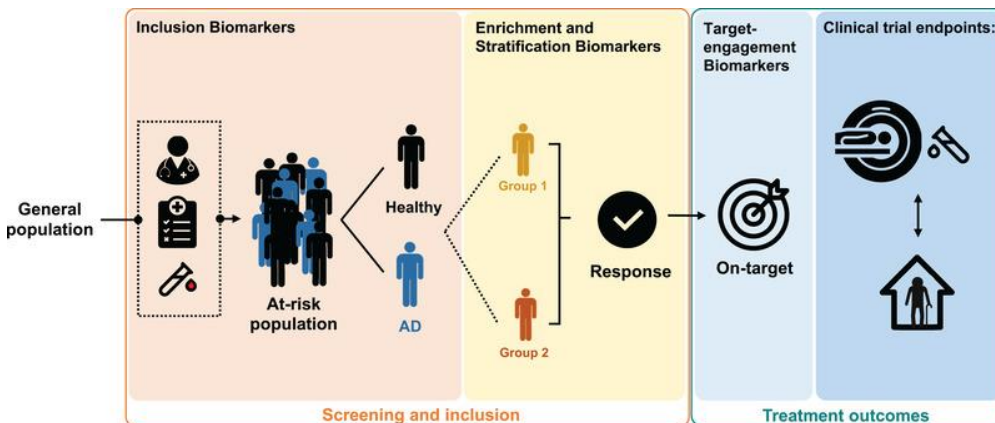 Inclusion Biomarkers
Enrichment and
Stratification Biomarkers
Target-
engagement
Biomarkers
Clinical trial endpoints:
General
population
At-risk
population
Healthy
AD
Group 1
Group 2
Response
On-target
Screening and inclusion
Treatment outcomes